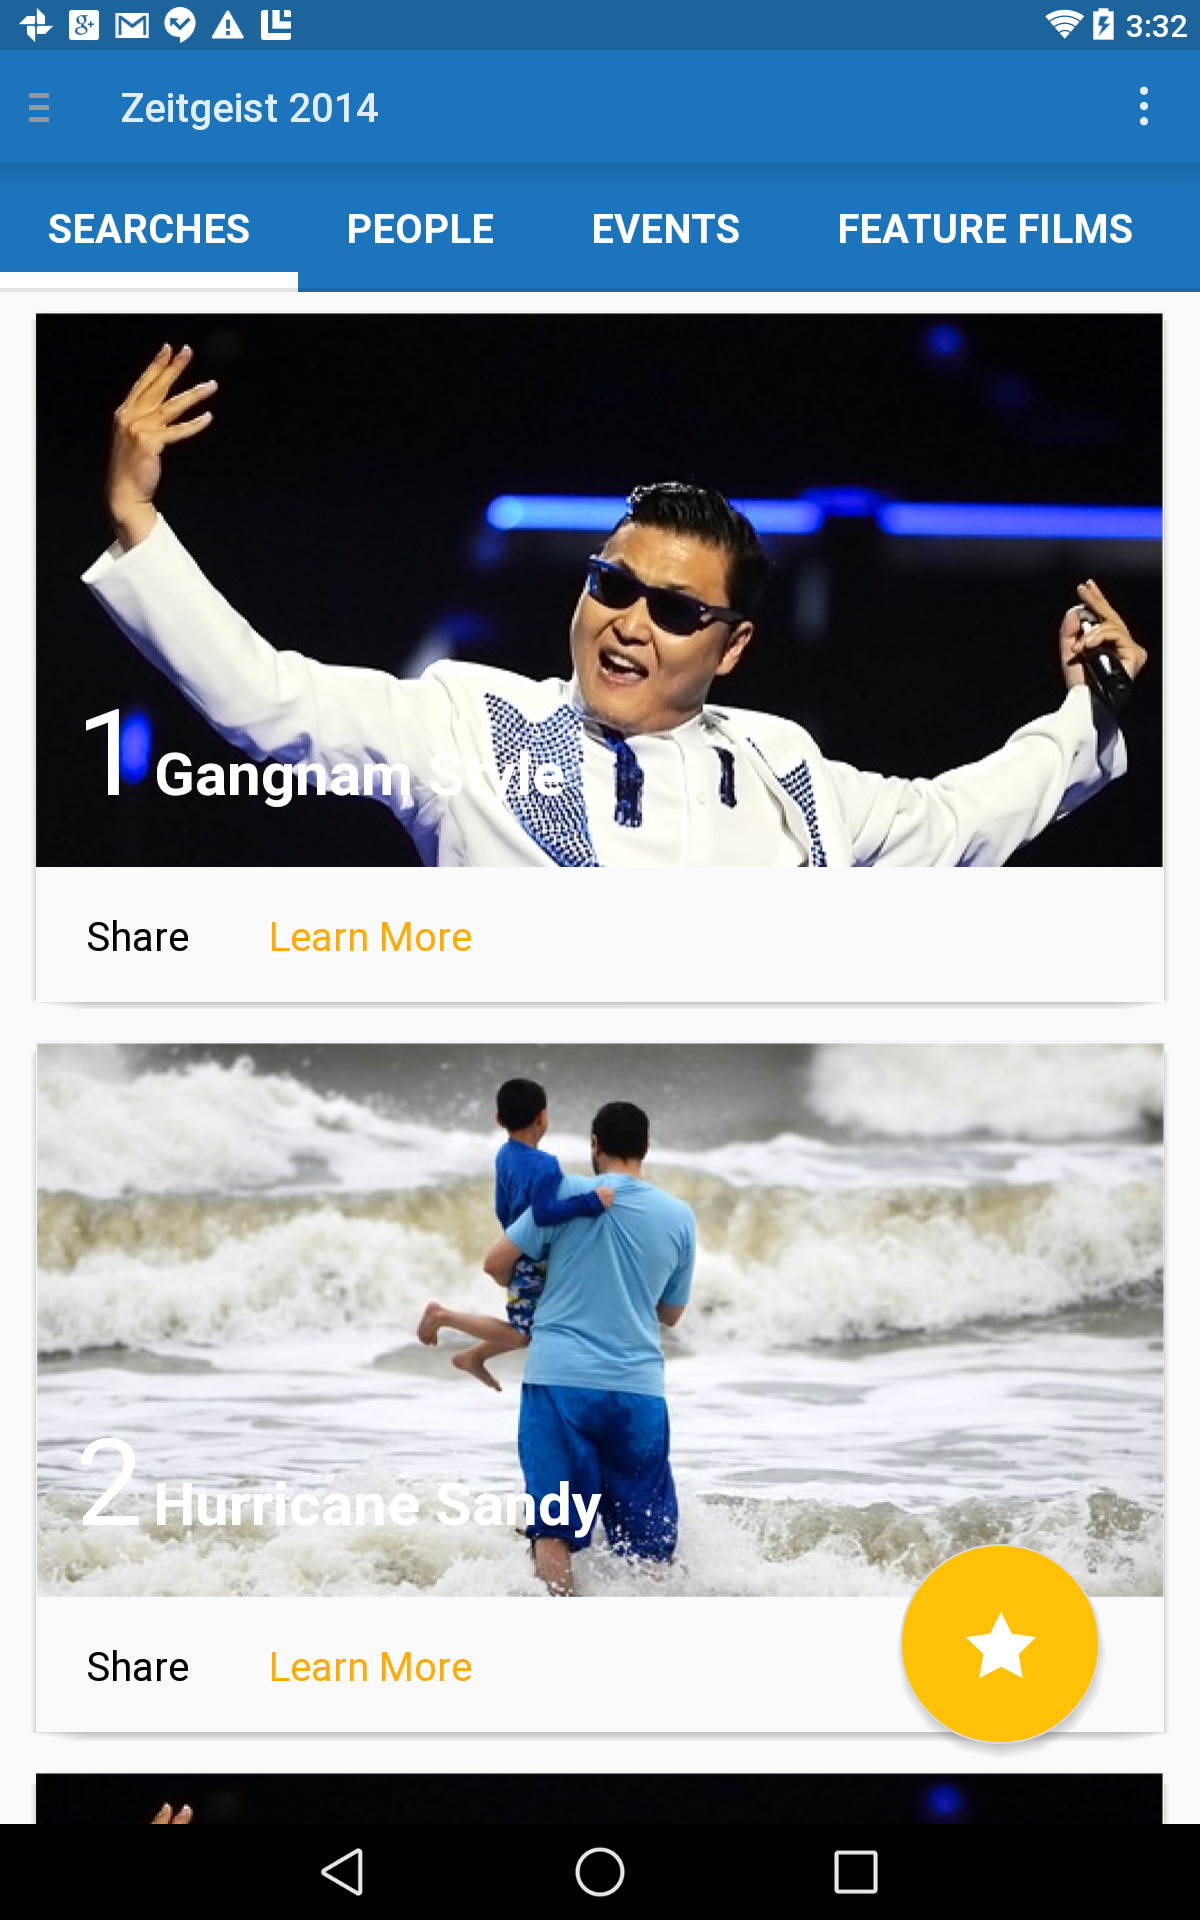 3:32
Zeitgeist 2014
SEARCHES PEOPLE EVENTS FEATURE FILMS
1 Gangnam Style
Share Learn More
2 Hurricane Sandy
Share Learn More